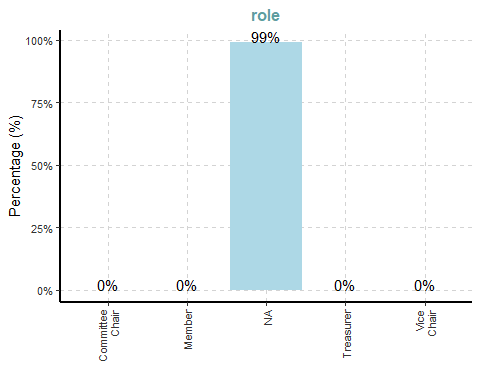 role
100%
75%
50%
25%
0%
Percentage (%)
0%
0%
99%
0%
0%
Committee
Chair
Member
NA
Treasurer
Vice
Chair